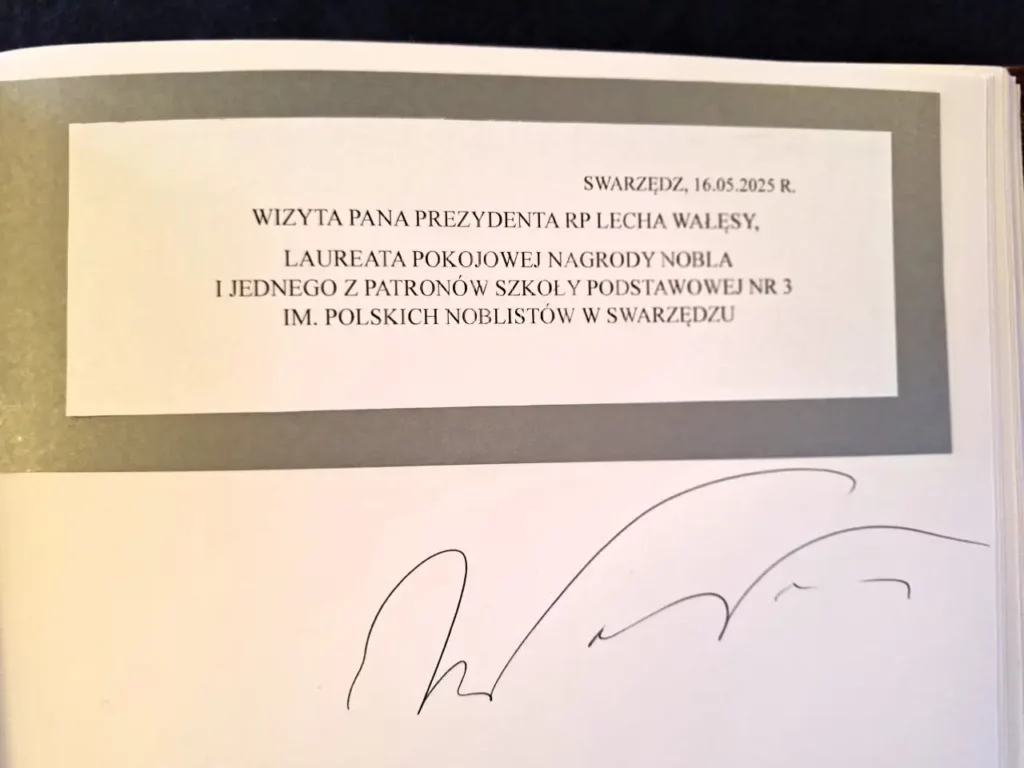 SWARZĘDZ, 16.05.2025 R.
WIZYTA PANA PREZYDENTA RP LECHA WAŁĘSY,
LAUREATA POKOJOWEJ NAGRODY NOBLA
I JEDNEGO Z PATRONÓW SZKOŁY PODSTAWOWEJ NR 3
IM. POLSKICH NOBLISTÓW W SWARZĘDZU